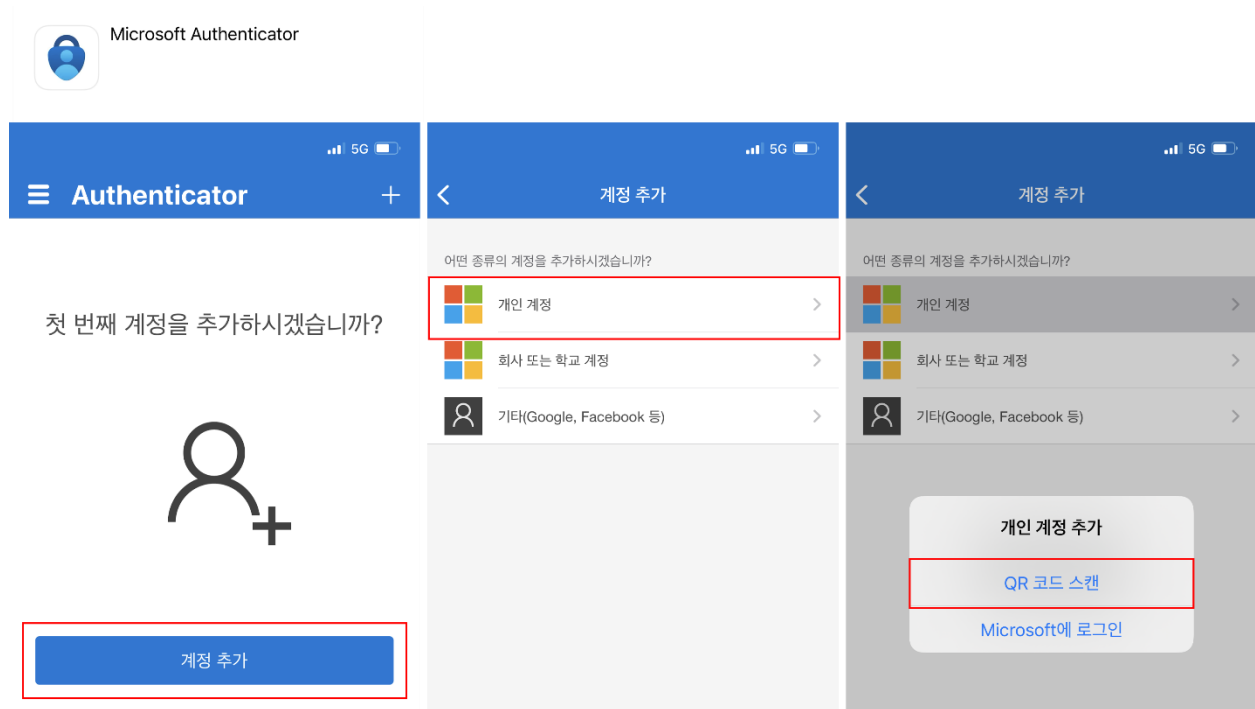 Microsoft Authenticator
5G
Authenticator
첫 번째 계정을 추가하시겠습니까?
계정 추가
5G
계정 추가
어떤 종류의 계정을 추가하시겠습니까?
개인 계정
회사 또는 학교 계정
기타(Google, Facebook 등)
5G
계정 추가
어떤 종류의 계정을 추가하시겠습니까?
개인 계정
회사 또는 학교 계정
기타(Google, Facebook 등)
개인 계정 추가
QR 코드 스캔
Microsoft에 로그인